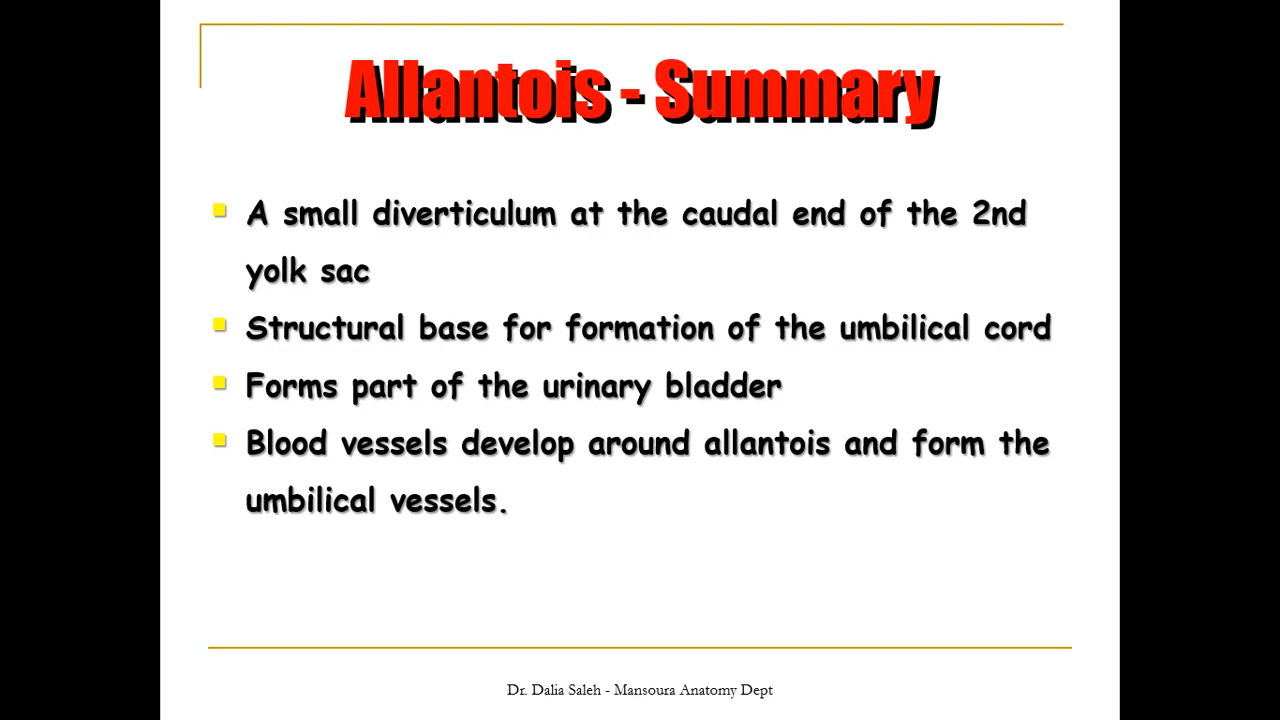 Allantois - Summary
A small diverticulum at the caudal end of the 2nd
yolk sac
Structural base for formation of the umbilical cord
Forms part of the urinary bladder
Blood vessels develop around allantois and form the
umbilical vessels.
Dr. Dalia Saleh - Mansoura Anatomy Dept